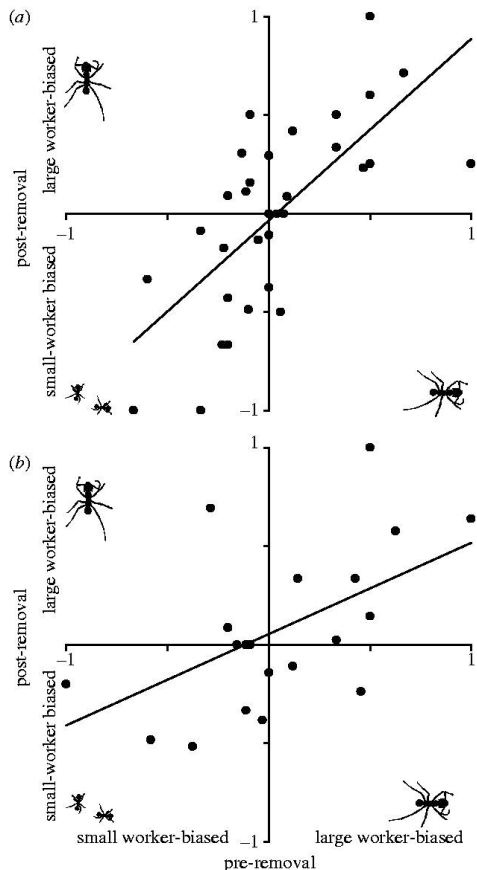 (a)
1
large worker-biased
post-removal
−1
1
small-worker biased
−1
(b)
1
large worker-biased
post-removal
−1
1
small-worker biased
small worker-biased
−1
large worker-biased
pre-removal